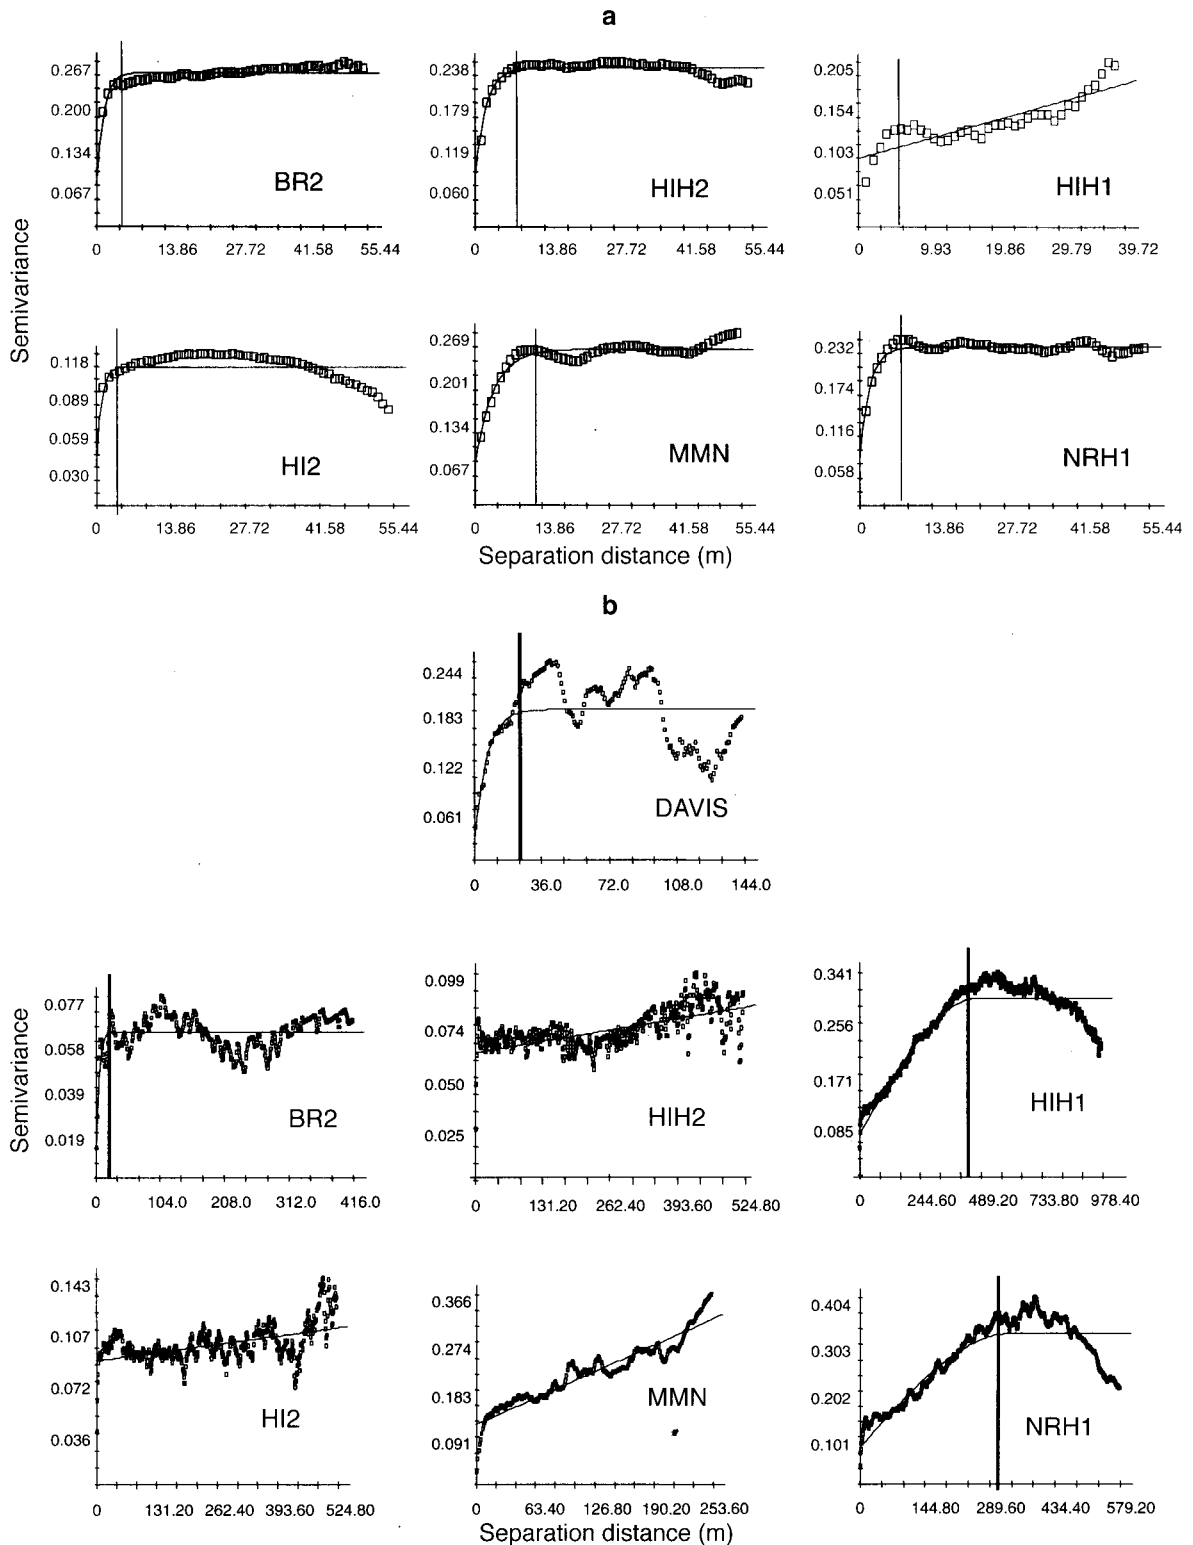 a
Semivariance
0.267
0.200
0.134
0.067
BR2
0 13.86 27.72 41.58 55.44
0.238
0.179
0.119
0.060
HIH2
0 13.86 27.72 41.58 55.44
0.205
0.154
0.103
0.051
HIH1
0 9.93 19.86 29.79 39.72
0.118
0.089
0.059
0.030
HI2
0 13.86 27.72 41.58 55.44
0.269
0.201
0.134
0.067
MMN
0 13.86 27.72 41.58 55.44
0.232
0.174
0.116
0.058
NRH1
0 13.86 27.72 41.58 55.44
Separation distance (m)
b
0.244
0.183
0.122
0.061
DAVIS
0 36.0 72.0 108.0 144.0
Semivariance
0.077
0.058
0.039
0.019
BR2
0 104.0 208.0 312.0 416.0
0.099
0.074
0.050
0.025
HIH2
0 131.20 262.40 393.60 524.80
0.341
0.256
0.171
0.085
HIH1
0 244.60 489.20 733.80 978.40
0.143
0.107
0.072
0.036
HI2
0 131.20 262.40 393.60 524.80
0.366
0.274
0.183
0.091
MMN
0 63.40 126.80 190.20 253.60
0.404
0.303
0.202
0.101
NRH1
0 144.80 289.60 434.40 579.20
Separation distance (m)